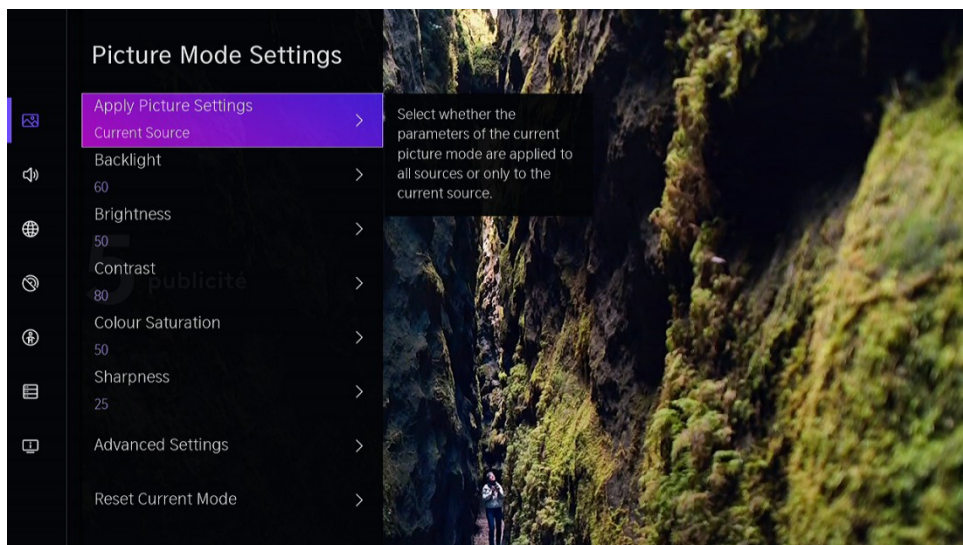 Picture Mode Settings
Apply Picture Settings
Current Source
Select whether the
parameters of the current
picture mode are applied to
all sources or only to the
current source.
Backlight
60
Brightness
50
Contrast
80
Colour Saturation
50
Sharpness
25
Advanced Settings
Reset Current Mode
5
publicité